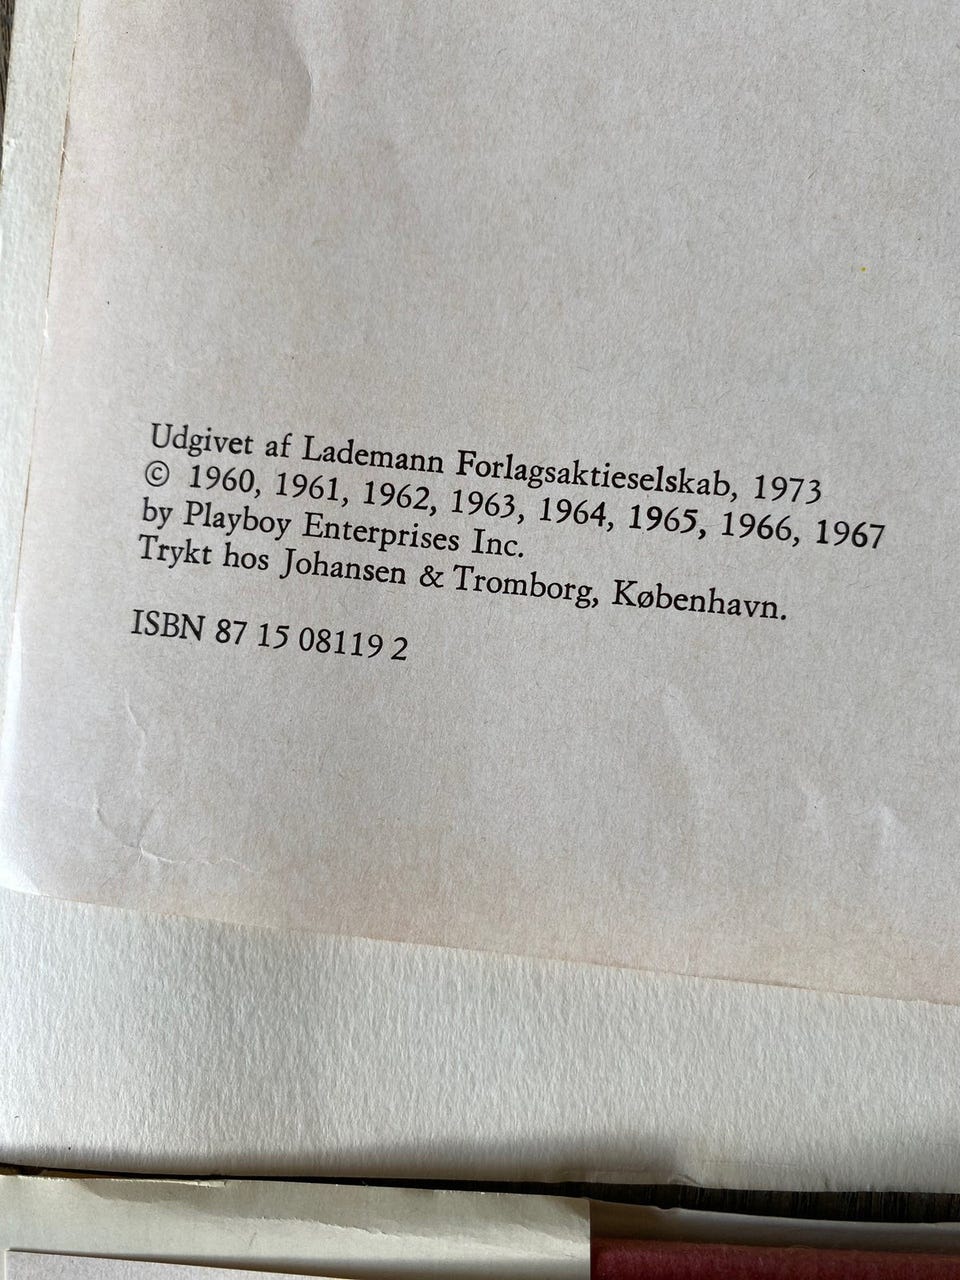 Udgivet af Lademann Forlagsaktieselskab, 1973
© 1960, 1961, 1962, 1963, 1964, 1965, 1966, 1967
by Playboy Enterprises Inc.
Trykt hos Johansen & Tromborg, København.
ISBN 87 15 08119 2